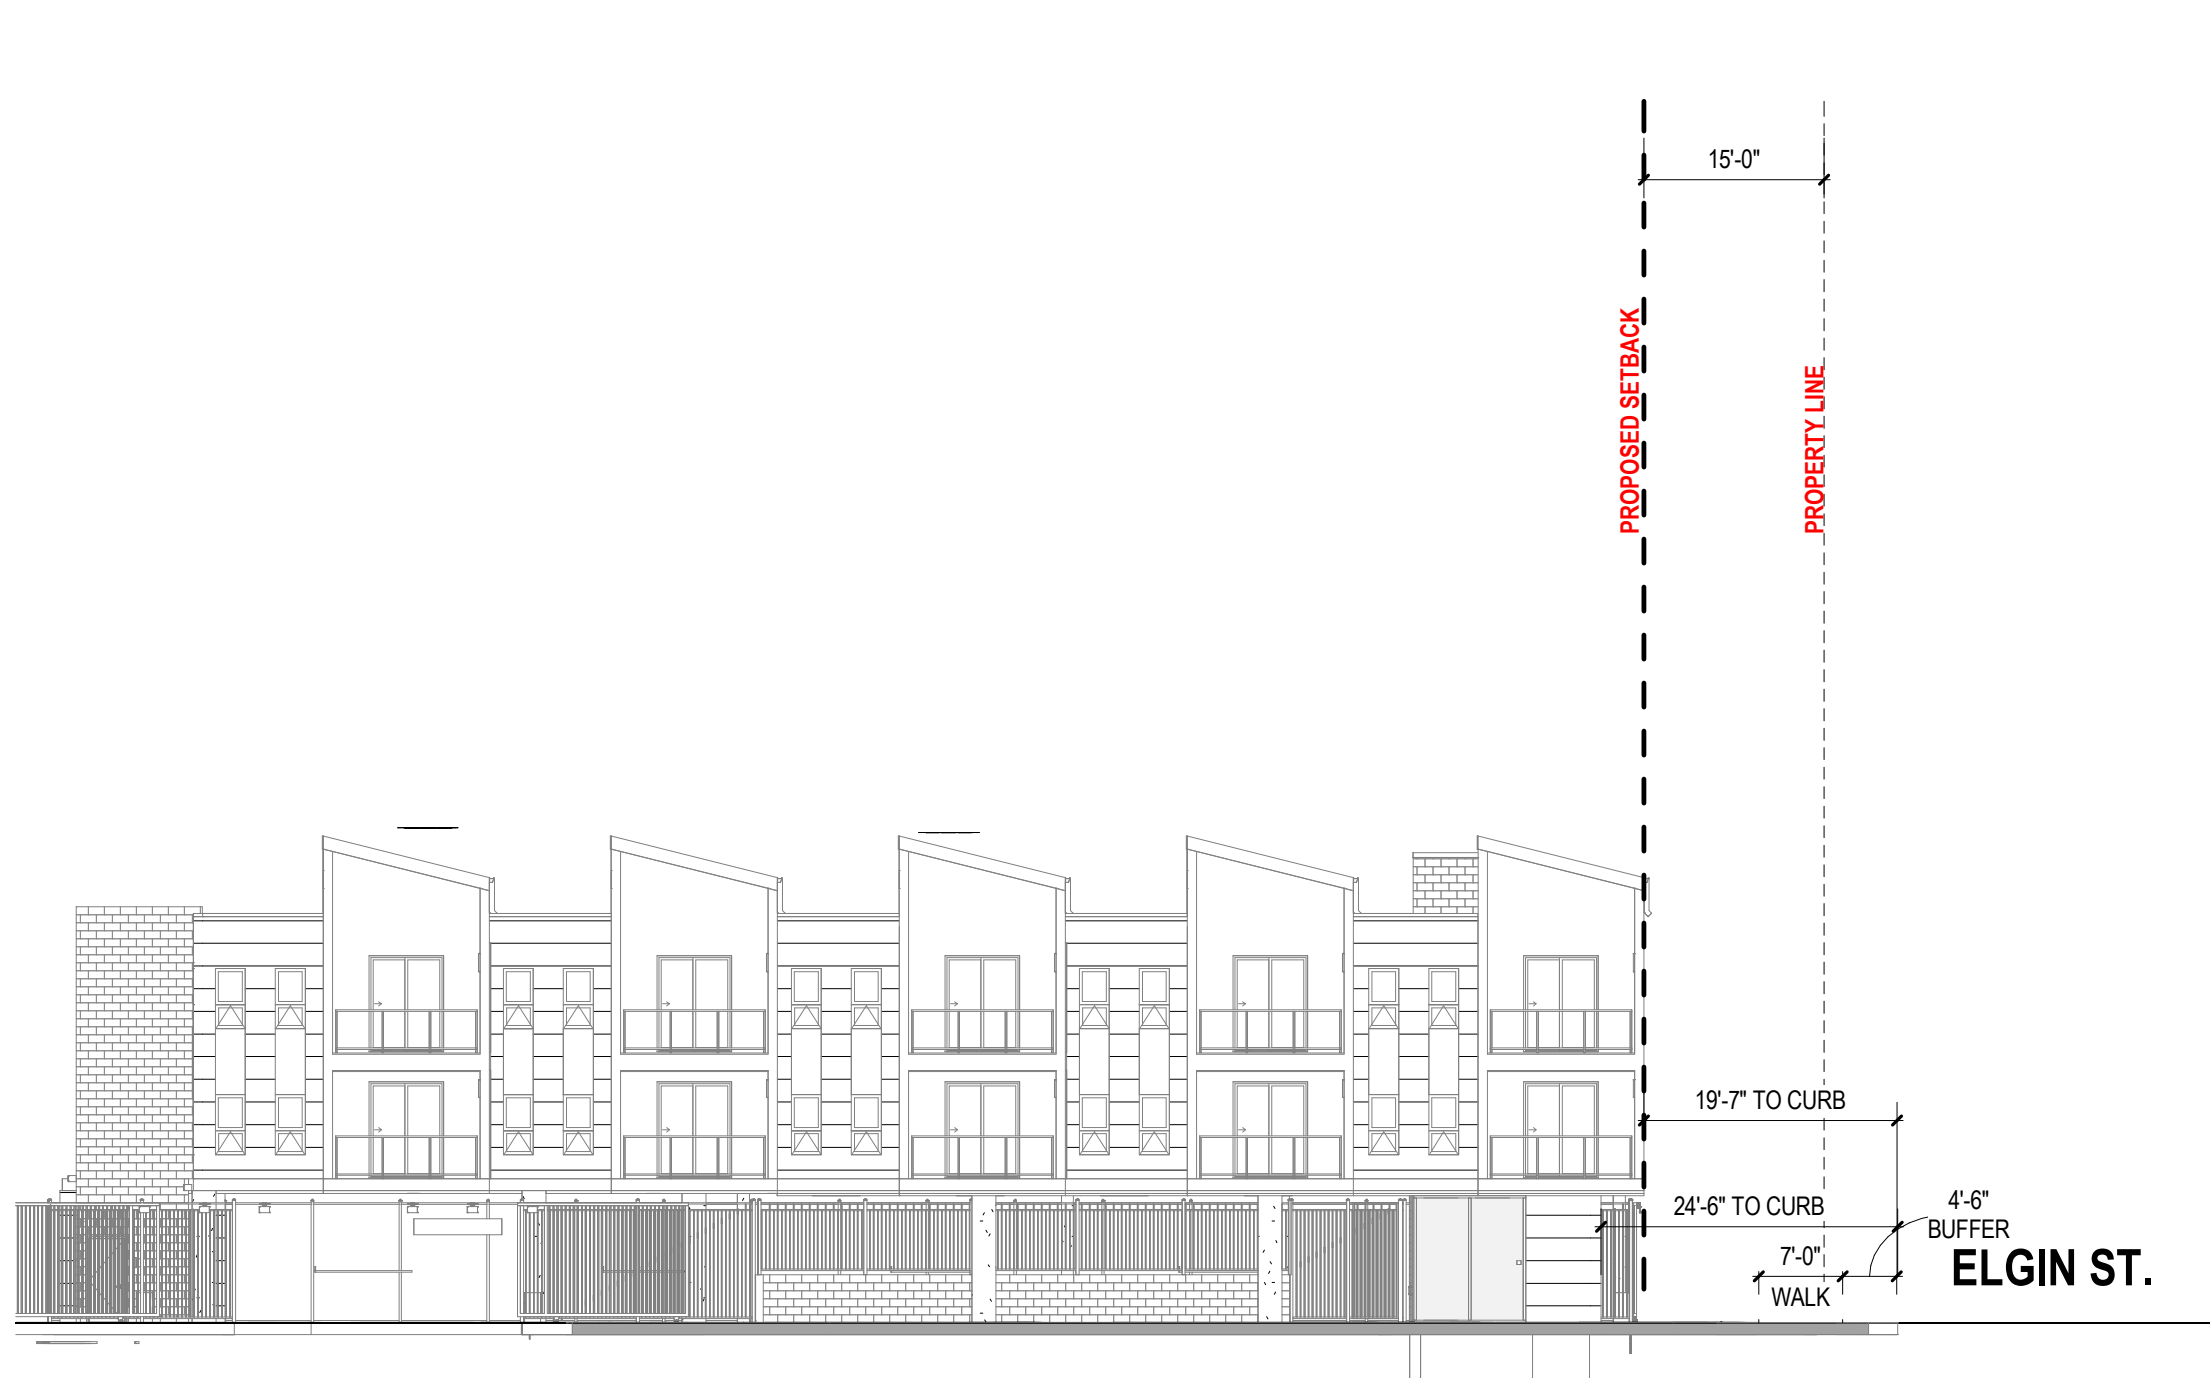 15'-0"
PROPOSED SETBACK
PROPERTY LINE
19'-7" TO CURB
24'-6" TO CURB
4'-6"
BUFFER
7'-0"
WALK
ELGIN ST.